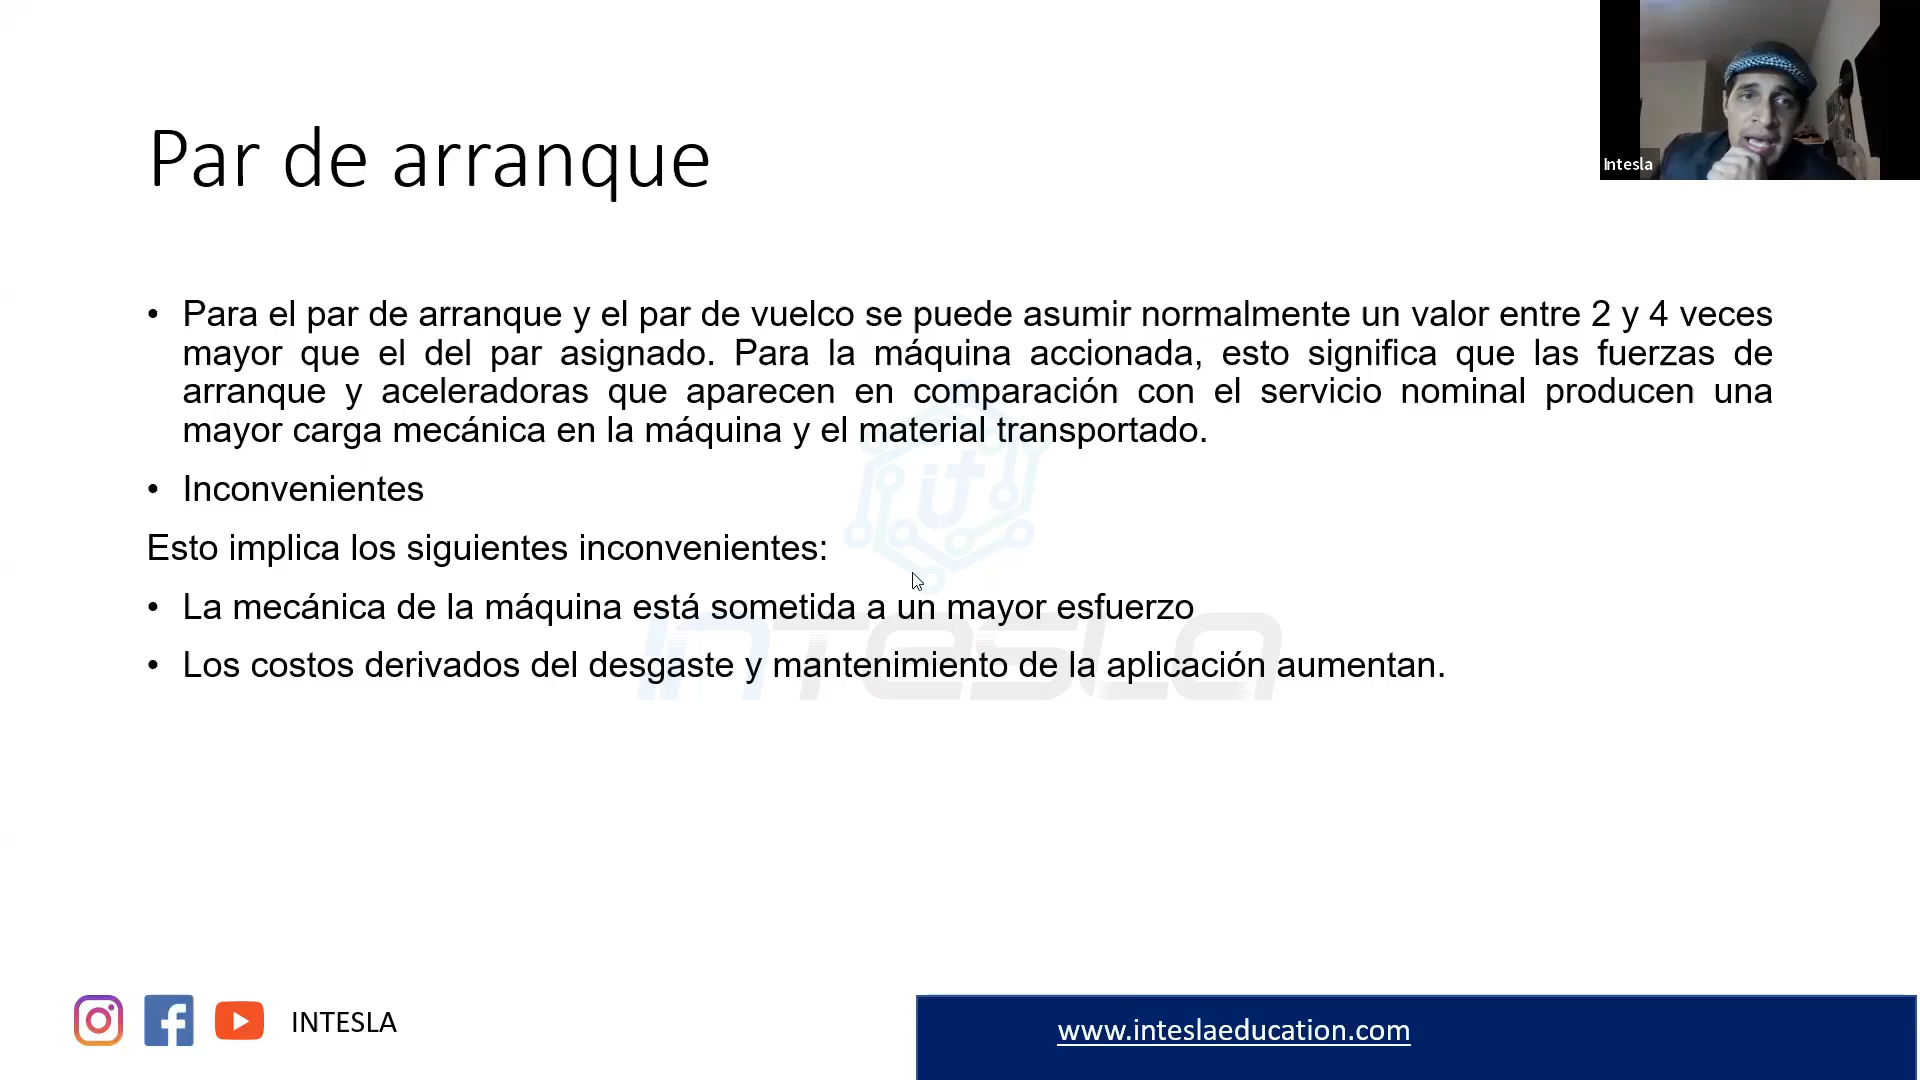 Par de arranque
Intesla
• Para el par de arranque y el par de vuelco se puede asumir normalmente un valor entre 2 y 4 veces
mayor que el del par asignado. Para la máquina accionada, esto significa que las fuerzas de
arranque y aceleradoras que aparecen en comparación con el servicio nominal producen una
mayor carga mecánica en la máquina y el material transportado.
• Inconvenientes
Esto implica los siguientes inconvenientes:
• La mecánica de la máquina está sometida a un mayor esfuerzo
• Los costos derivados del desgaste y mantenimiento de la aplicación aumentan.
it
InTESLA
INTESLA
www.inteslaeducation.com